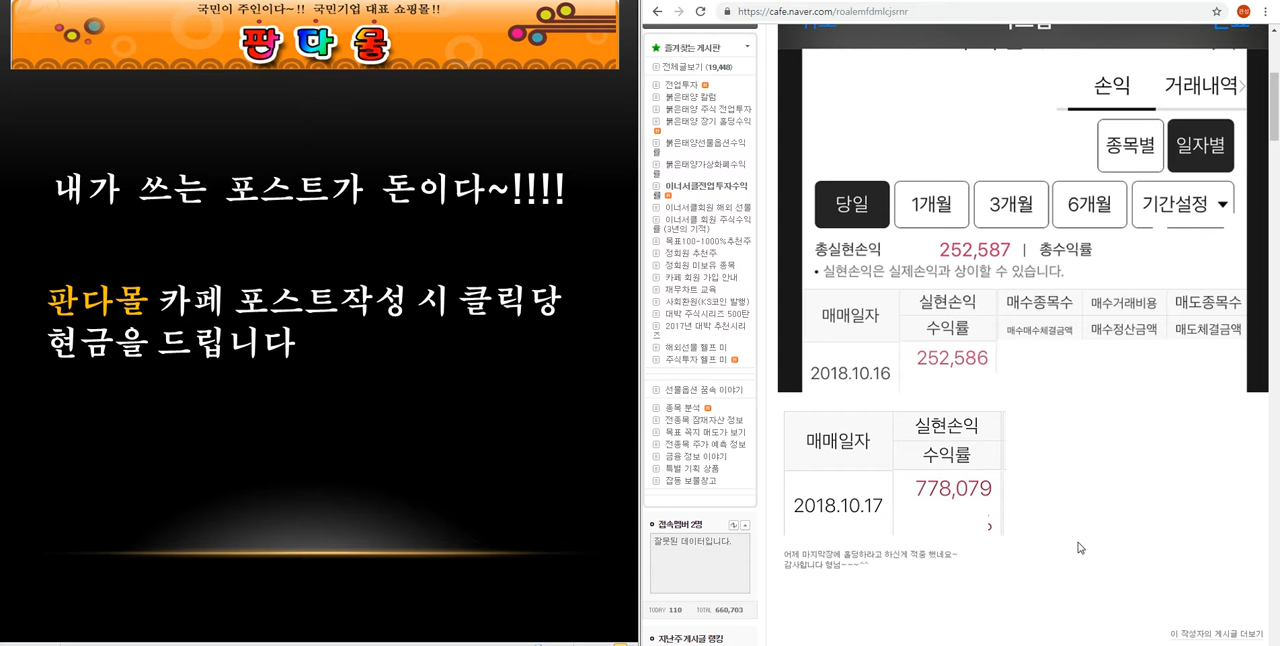 국민이 주인이다~!! 국민기업 대표 쇼핑몰!!
판다몰
내가 쓰는 포스트가 돈이다~!!!!
판다몰 카페 포스트작성 시 클릭당
현금을 드립니다
https://cafe.naver.com/roalemfdmlcjsrnr
즐겨찾는 게시판
전체글보기 (19,448)
전업투자
붉은태양 칼럼
붉은태양 주식 전업투자
붉은태양 장기 홀딩수익
붉은태양선물옵션수익
률
붉은태양가상화폐수익
률
이너서클전업투자수익
률
이너서클회원 해외 선물
이너서클 회원 주식수익
률 (3년의 기적)
목표100-1000%추천주
정회원 추천주
정회원 미보유 종목
카페 회원 가입 안내
재무차트 교육
사회환원(KS코인 발행)
대박 주식시리즈 500탄
2017년 대박 추천시리
즈
해외선물 헬프 미
주식투자 헬프 미
선물옵션 꿈속 이야기
종목 분석
전종목 잠재자산 정보
목표 꼭지 매도가 보기
전종목 주가 예측 정보
금융 정보 이야기
특별 기획 상품
잡동 보물창고
접속멤버 2명
잘못된 데이터입니다.
TODAY 110 TOTAL 660,703
지난주 게시글 랭킹
손익 거래내역
종목별 일자별
당일 1개월 3개월 6개월 기간설정
총실현손익 252,587 | 총수익률
• 실현손익은 실제손익과 상이할 수 있습니다.
매매일자 실현손익 매수종목수 매수거래비용 매도종목수
수익률 매수매수체결금액 매수정산금액 매도체결금액
2018.10.16 252,586
매매일자 실현손익
수익률
2018.10.17 778,079
어제 마지막장에 홀딩하라고 하신게 적중 했네요~
감사합니다 형님~~~^^
이 작성자의 게시글 더보기